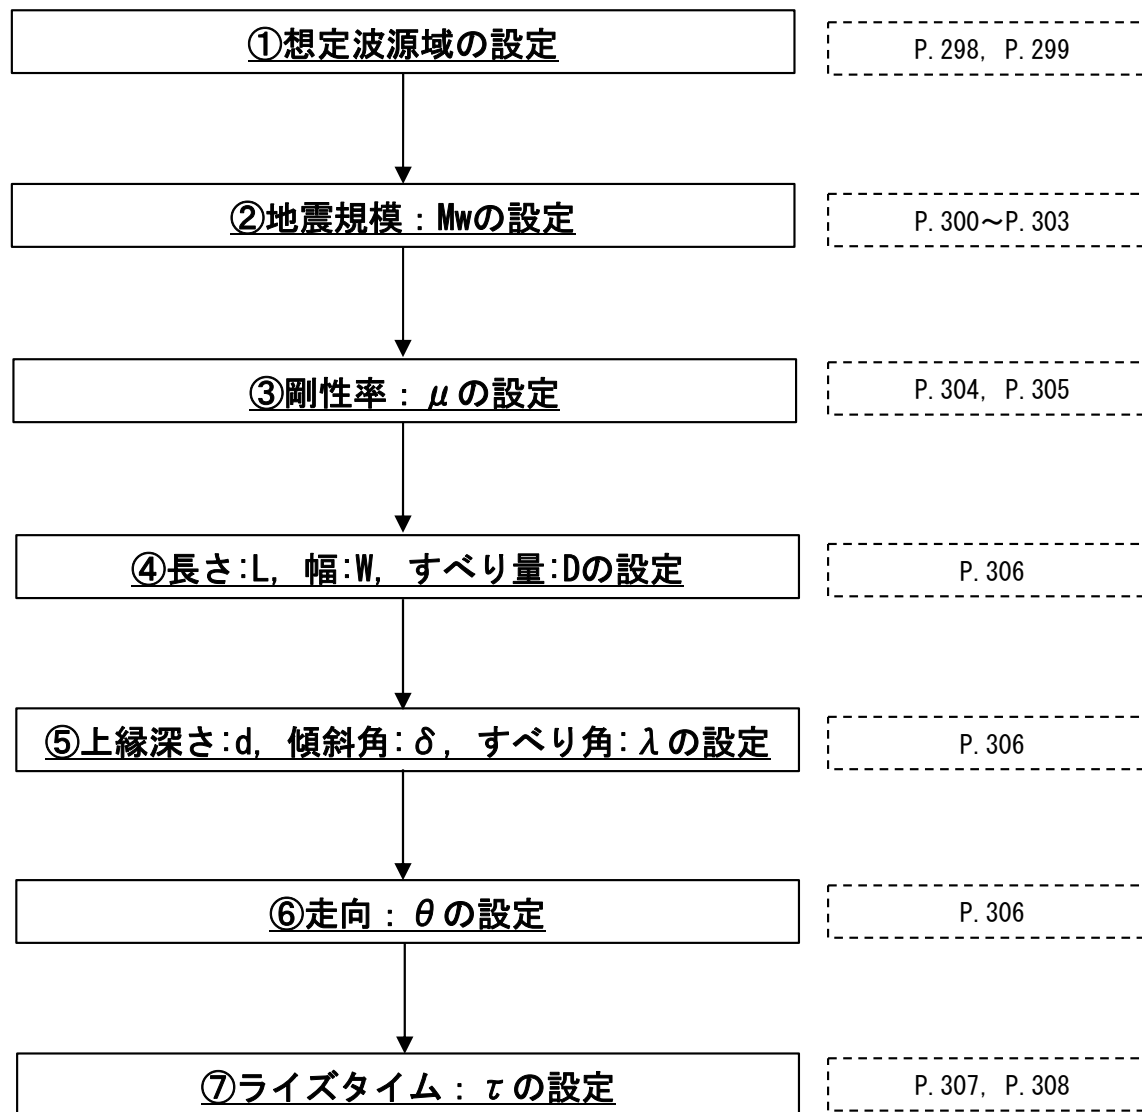 ①想定波源域の設定
P.298, P.299
②地震規模：Mwの設定
P.300～P.303
③剛性率：μの設定
P.304, P.305
④長さ:L, 幅:W, すべり量:Dの設定
P.306
⑤上縁深さ:d, 傾斜角:δ, すべり角:λの設定
P.306
⑥走向：θの設定
P.306
⑦ライズタイム：τの設定
P.307, P.308